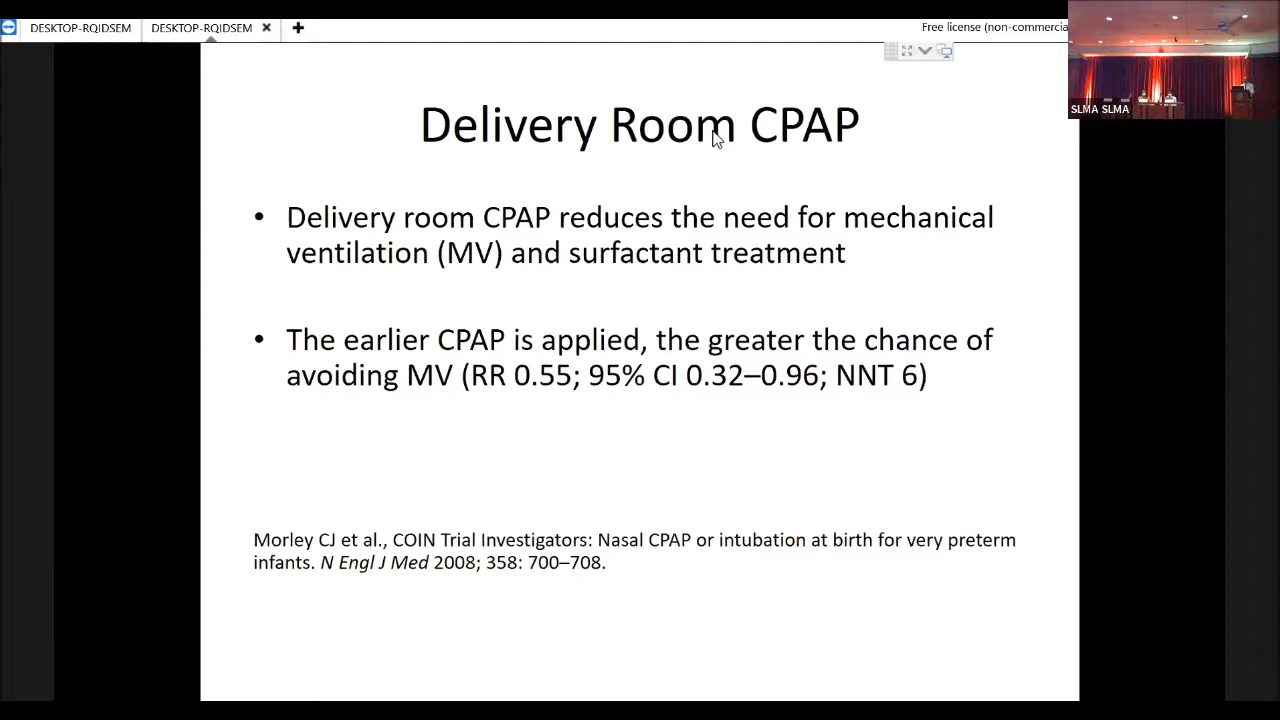 DESKTOP-RQIDSEM
DESKTOP-RQIDSEM
Free license (non-commercia
SLMA SLMA
Delivery Room CPAP
• Delivery room CPAP reduces the need for mechanical
ventilation (MV) and surfactant treatment
• The earlier CPAP is applied, the greater the chance of
avoiding MV (RR 0.55; 95% CI 0.32–0.96; NNT 6)
Morley CJ et al., COIN Trial Investigators: Nasal CPAP or intubation at birth for very preterm
infants. N Engl J Med 2008; 358: 700–708.